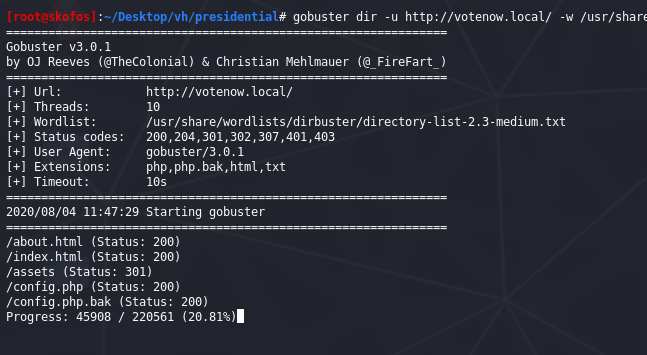 [root@skofos]:~/Desktop/vh/presidential# gobuster dir -u http://votenow.local/ -w /usr/share
===============================================================
Gobuster v3.0.1
by OJ Reeves (@TheColonial) & Christian Mehlmauer (@_FireFart_)
===============================================================
[+] Url:            http://votenow.local/
[+] Threads:        10
[+] Wordlist:       /usr/share/wordlists/dirbuster/directory-list-2.3-medium.txt
[+] Status codes:   200,204,301,302,307,401,403
[+] User Agent:     gobuster/3.0.1
[+] Extensions:     php,php.bak,html,txt
[+] Timeout:        10s
===============================================================
2020/08/04 11:47:29 Starting gobuster
===============================================================
/about.html (Status: 200)
/index.html (Status: 200)
/assets (Status: 301)
/config.php (Status: 200)
/config.php.bak (Status: 200)
Progress: 45908 / 220561 (20.81%)